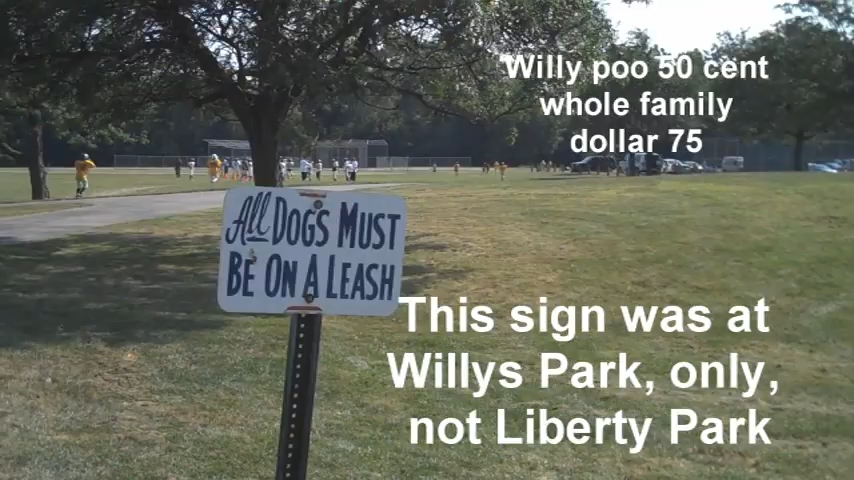 Willy poo 50 cent
whole family
dollar 75
All DOGS MUST
BE ON A LEASH
This sign was at
Willys Park, only,
not Liberty Park